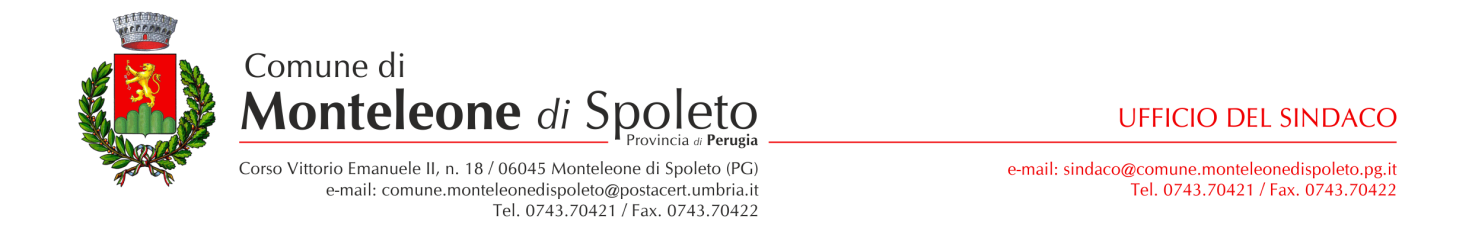 Comune di
Monteleone di Spoleto
Provincia di Perugia
Corso Vittorio Emanuele II, n. 18 / 06045 Monteleone di Spoleto (PG)
e-mail: comune.monteleonedispoleto@postacert.umbria.it
Tel. 0743.70421 / Fax. 0743.70422
UFFICIO DEL SINDACO
e-mail: sindaco@comune.monteleonedispoleto.pg.it
Tel. 0743.70421 / Fax. 0743.70422